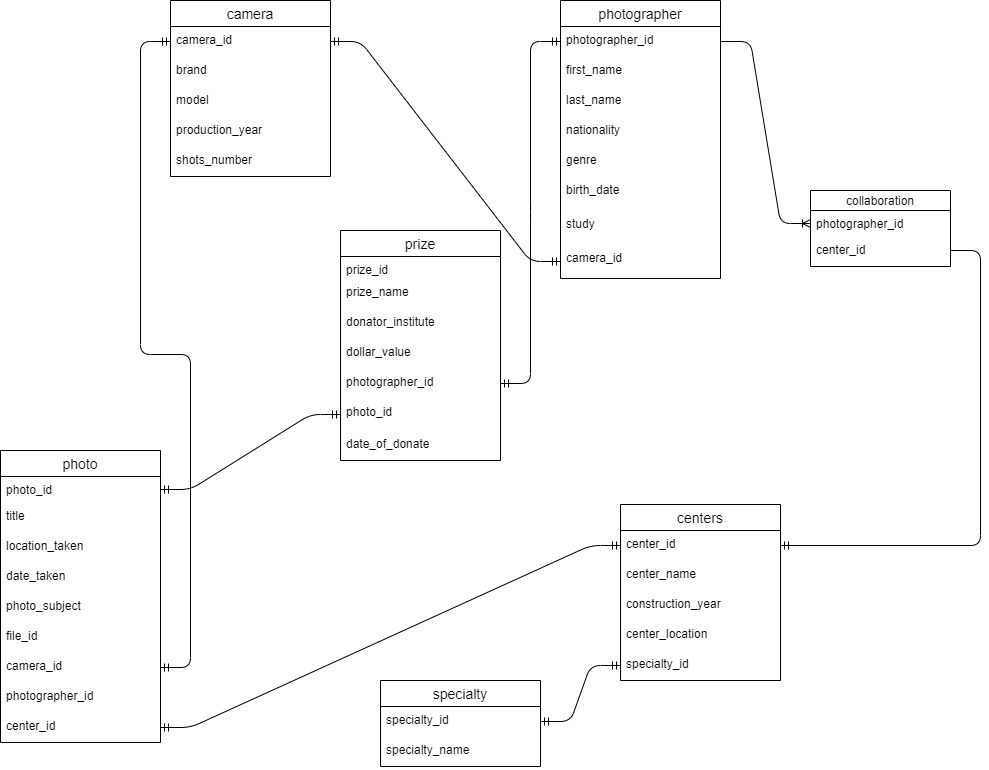 camera
camera_id
brand
model
production_year
shots_number
photographer
photographer_id
first_name
last_name
nationality
genre
birth_date
study
camera_id
collaboration
photographer_id
center_id
prize
prize_id
prize_name
donator_institute
dollar_value
photographer_id
photo_id
date_of_donate
photo
photo_id
title
location_taken
date_taken
photo_subject
file_id
camera_id
photographer_id
center_id
centers
center_id
center_name
construction_year
center_location
specialty_id
specialty
specialty_id
specialty_name